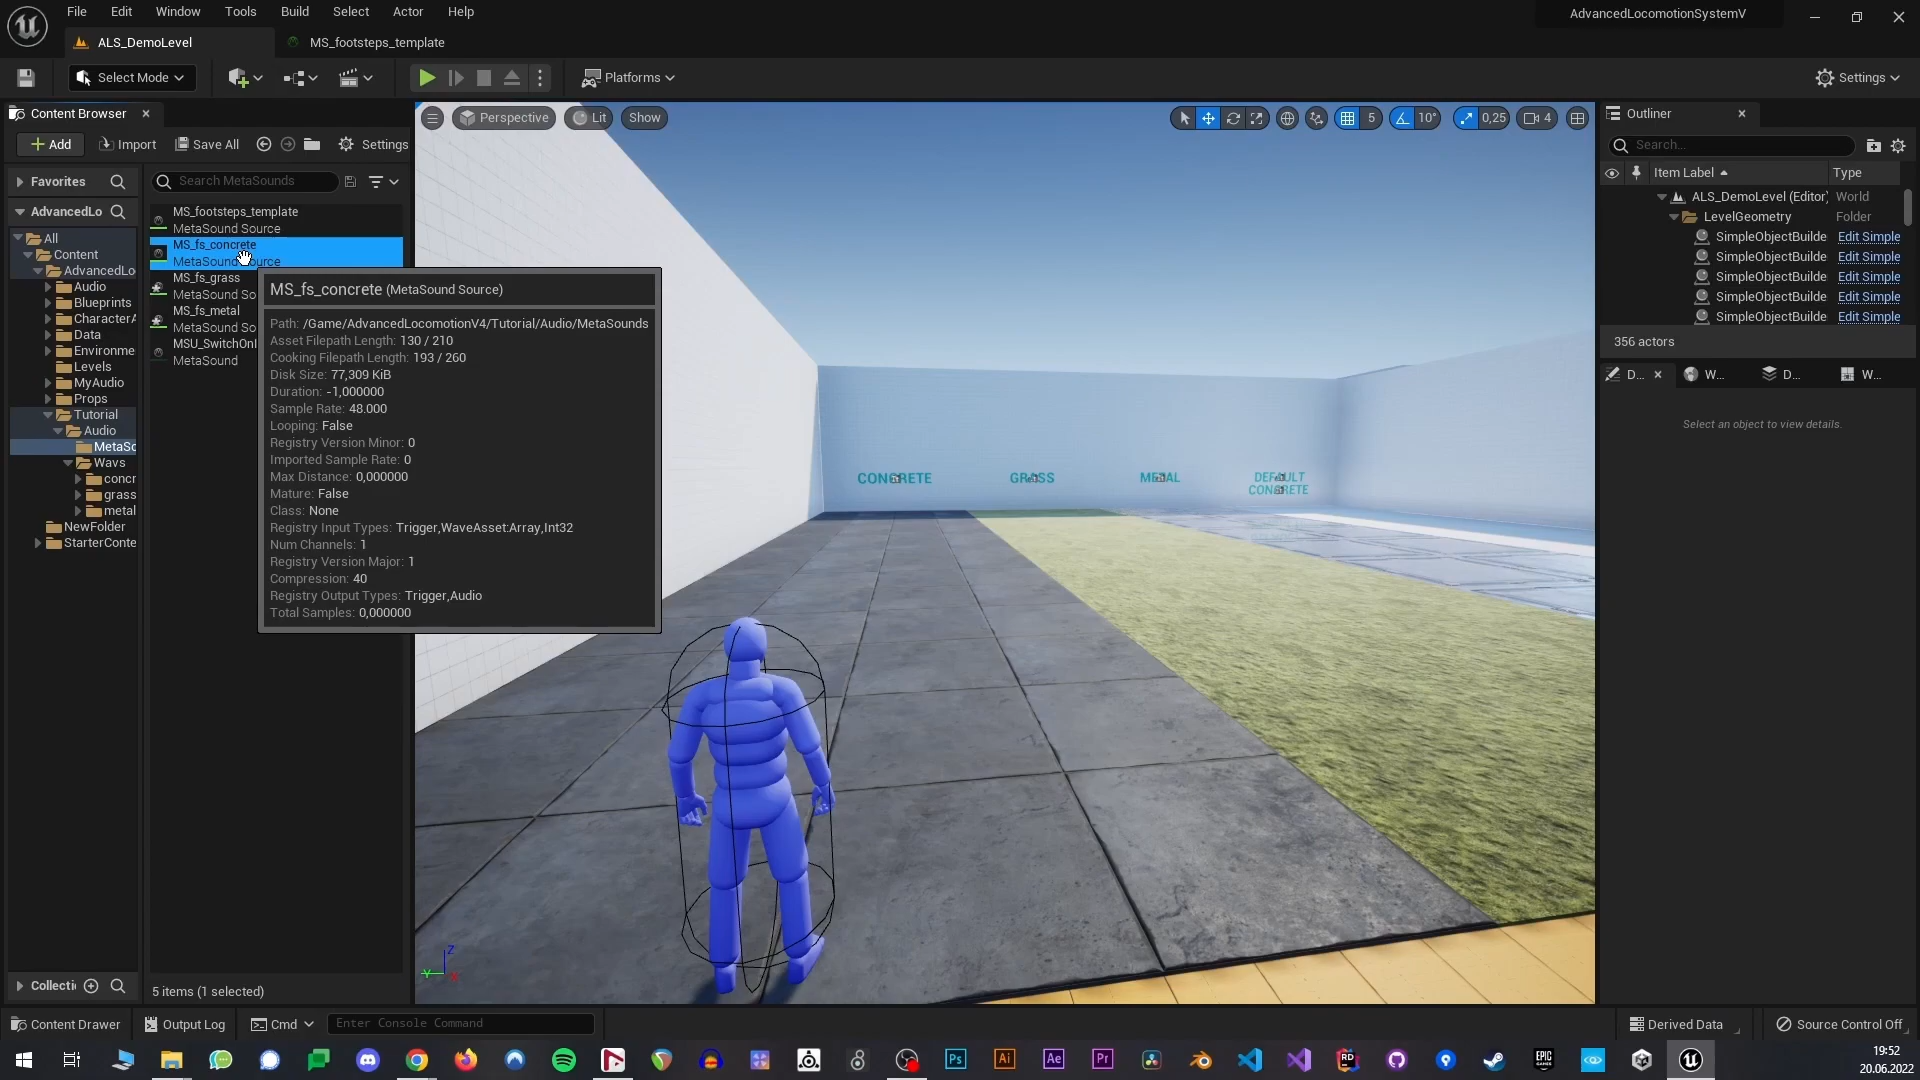 File Edit Window Tools Build Select Actor Help
AdvancedLocomotionSystemV
ALS_DemoLevel
MS_footsteps_template
Select Mode
Platforms
Settings
Content Browser
Add
Import
Save All
Settings
Favorites
Search MetaSounds
AdvancedLo
All
Content
AdvancedLo
Audio
Blueprints
CharacterA
Data
Environme
Levels
MyAudio
Props
Tutorial
Audio
MetaSo
Wavs
concr
grass
metal
NewFolder
StarterConte
MS_footsteps_template
MetaSound Source
MS_fs_concrete
MetaSound Source
MS_fs_grass
MetaSound So
MS_fs_metal
MetaSound So
MSU_SwitchOnI
MetaSound
MS_fs_concrete (MetaSound Source)
Path: /Game/AdvancedLocomotionV4/Tutorial/Audio/MetaSounds
Asset Filepath Length: 130 / 210
Cooking Filepath Length: 193 / 260
Disk Size: 77,309 KiB
Duration: -1,000000
Sample Rate: 48.000
Looping: False
Registry Version Minor: 0
Imported Sample Rate: 0
Max Distance: 0,000000
Mature: False
Class: None
Registry Input Types: Trigger,WaveAsset:Array,Int32
Num Channels: 1
Registry Version Major: 1
Compression: 40
Registry Output Types: Trigger,Audio
Total Samples: 0,000000
Collecti
5 items (1 selected)
Perspective
Lit
Show
5
10°
0,25
4
CONCRETE
GRASS
METAL
DEFAULT
CONCRETE
Z
Y
X
Outliner
Search...
Item Label
Type
ALS_DemoLevel (Editor) World
LevelGeometry Folder
SimpleObjectBuilde Edit Simple
SimpleObjectBuilde Edit Simple
SimpleObjectBuilde Edit Simple
SimpleObjectBuilde Edit Simple
SimpleObjectBuilde Edit Simple
356 actors
D...
W...
D...
W...
Select an object to view details.
Content Drawer
Output Log
Cmd
Enter Console Command
Derived Data
Source Control Off
Ps
Ai
Ae
Pr
RD
EPIC
GAMES
19:52
20.06.2022